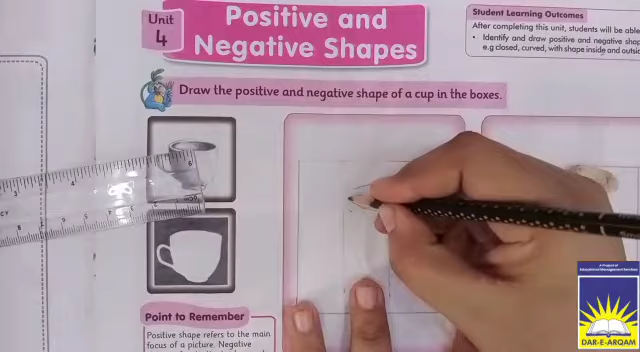 Unit
4
Positive and
Negative Shapes
Student Learning Outcomes
After completing this unit, students will be able
• Identify and draw positive and negative
e.g closed, curved, with shape inside and
Draw the positive and negative shape of a cup in the boxes.
Point to Remember
Positive shape refers to the main
focus of a picture. Negative
DAR-E-ARQAM